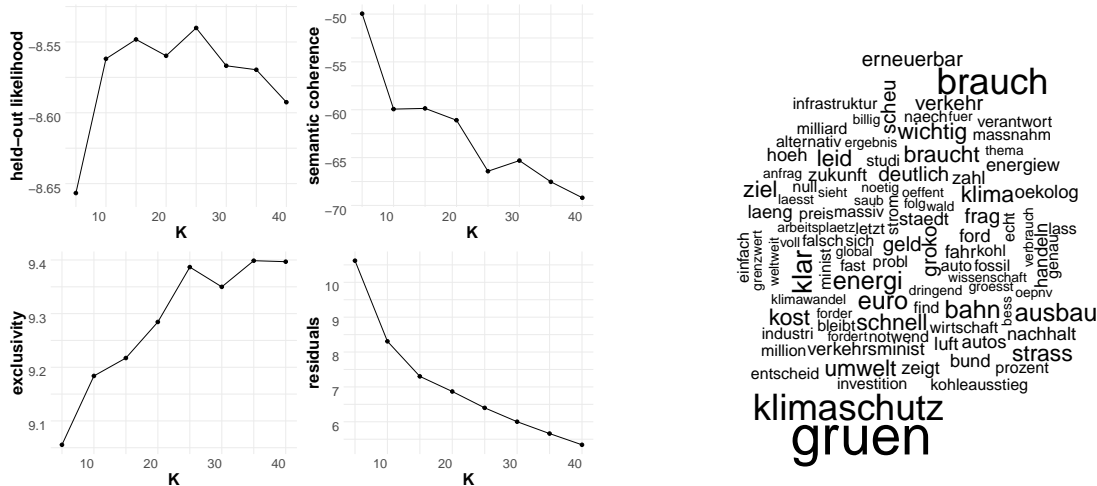 held−out likelihood
−8.55
−8.60
−8.65
10 20 30 40
K
semantic coherence
−50
−55
−60
−65
−70
10 20 30 40
K
exclusivity
9.4
9.3
9.2
9.1
10 20 30 40
K
residuals
10
9
8
7
6
10 20 30 40
K
erneuerbar
brauch
scheu
infrastruktur
verkehr
billig
naech
fuer
verantwort
milliard
wichtig
massnahm
alternativ
ergebnis
hoeh
leid
studi
braucht
thema
energiew
anfrag
zukunft
deutlich
zahl
ziel
null
sieht
noetig
oeffent
klima
oekolog
laesst
saub
strom
folg
wald
laeng
preis
massiv
staedt
frag
echt
verbrauch
lass
arbeitsplaetz
letzt
groko
ford
handeln
genau
einfach
grenzwert
weltweit
voll
falsch
sich
geld
fahr
kohl
klar
minist
global
fast
probl
auto
fossil
wissenschaft
energi
dringend
groesst
oepnv
klimawandel
euro
find
bahn
bess
ausbau
kost
forder
bleibt
schnell
wirtschaft
nachhalt
industri
fordert
notwend
luft
autos
million
verkehrsminist
strass
entscheid
umwelt
zeigt
bund
prozent
investition
kohleausstieg
klimaschutz
gruen